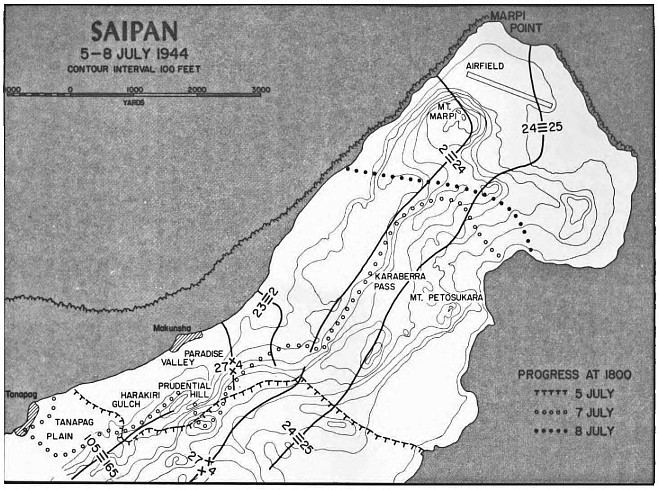 SAIPAN
5–8 JULY 1944
CONTOUR INTERVAL 100 FEET
1000 0 1000 2000 3000
YARDS
MARPI
POINT
AIRFIELD
MT.
MARPI
24 25
2 24
KARABERRA
PASS
MT. PETOSUKARA
23 2
Makunsha
PARADISE
VALLEY
27 4
HARAKIRI
GULCH
PRUDENTIAL
HILL
Tanapag
TANAPAG
PLAIN
105 165
27 4
24 25
PROGRESS AT 1800
5 JULY
7 JULY
8 JULY